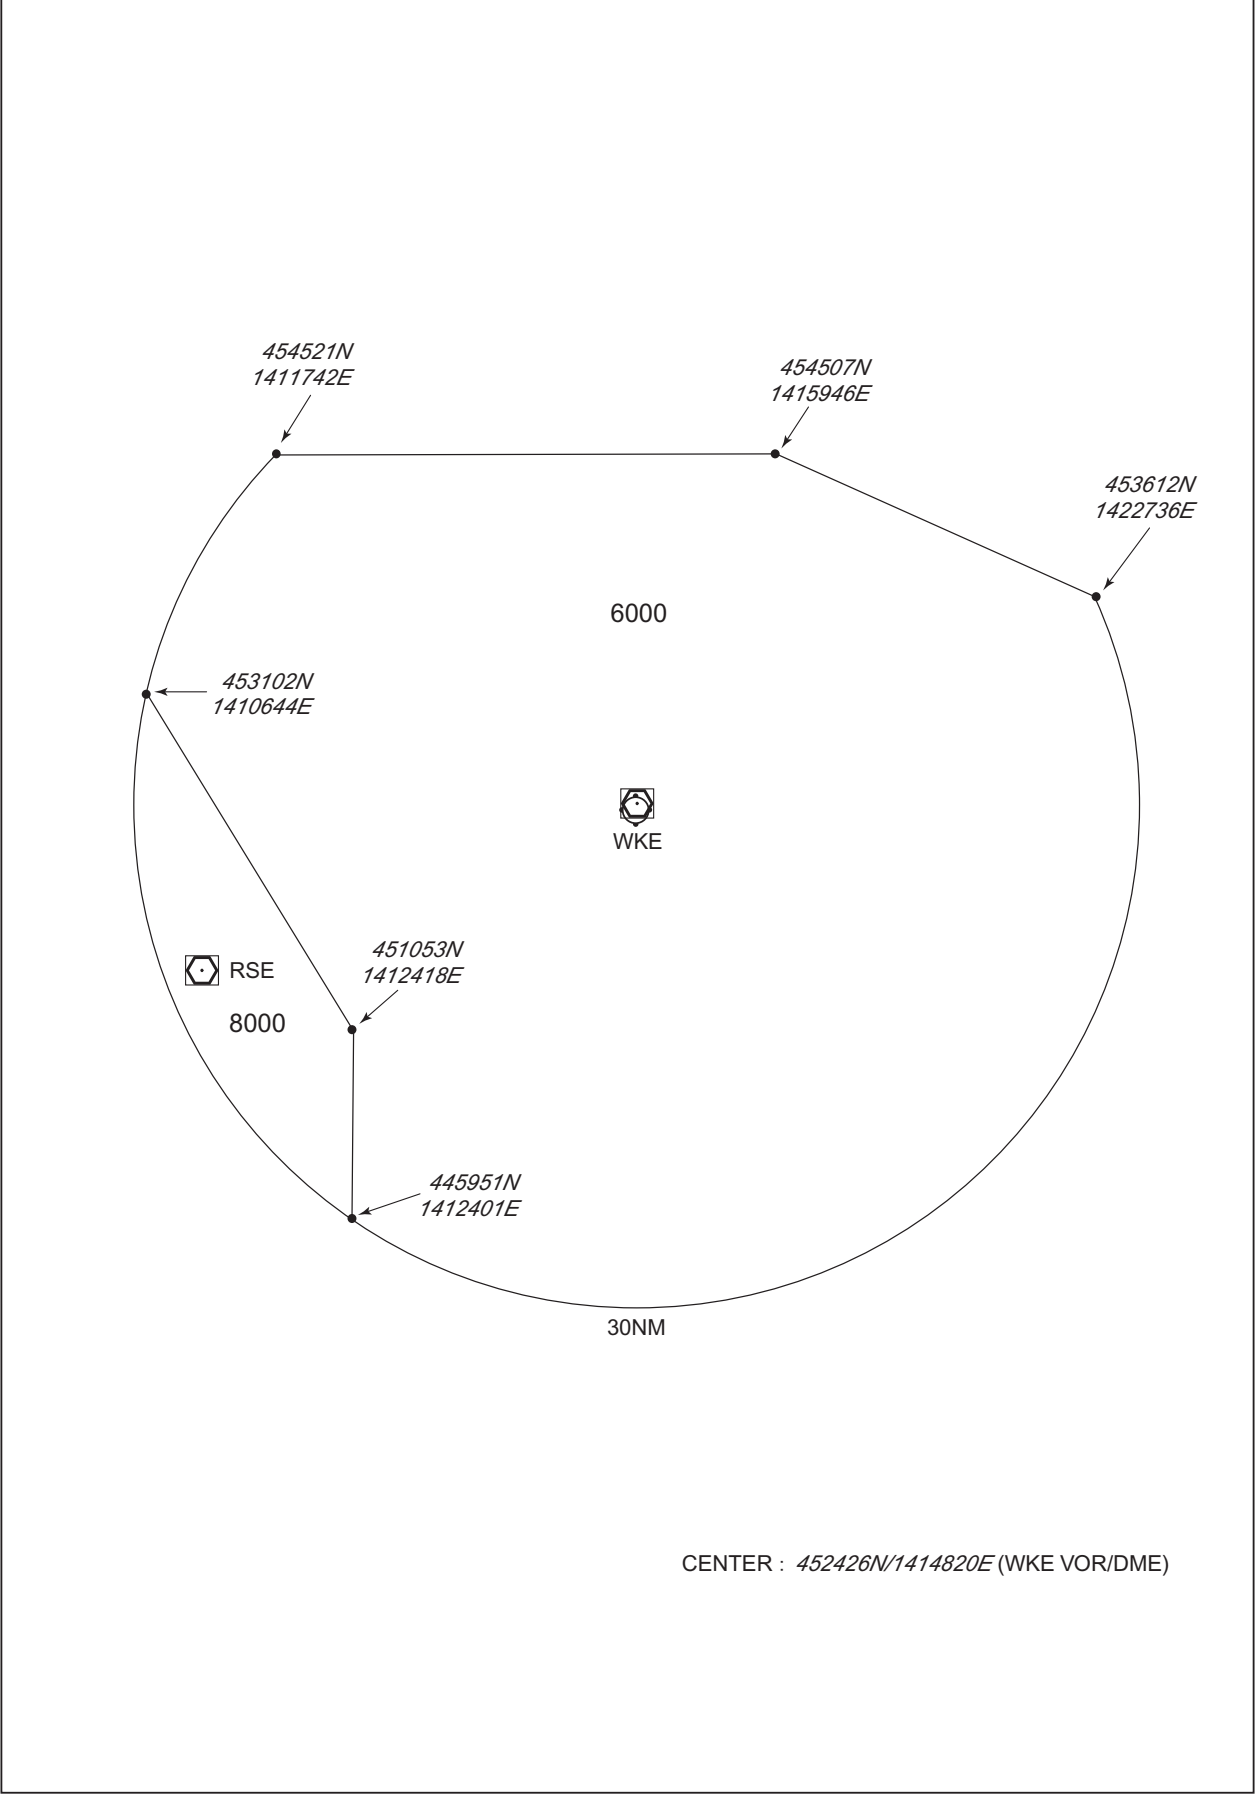 454521N
1411742E
454507N
1415946E
453612N
1422736E
6000
453102N
1410644E
WKE
451053N
1412418E
RSE
8000
445951N
1412401E
30NM
CENTER : 452426N/1414820E (WKE VOR/DME)